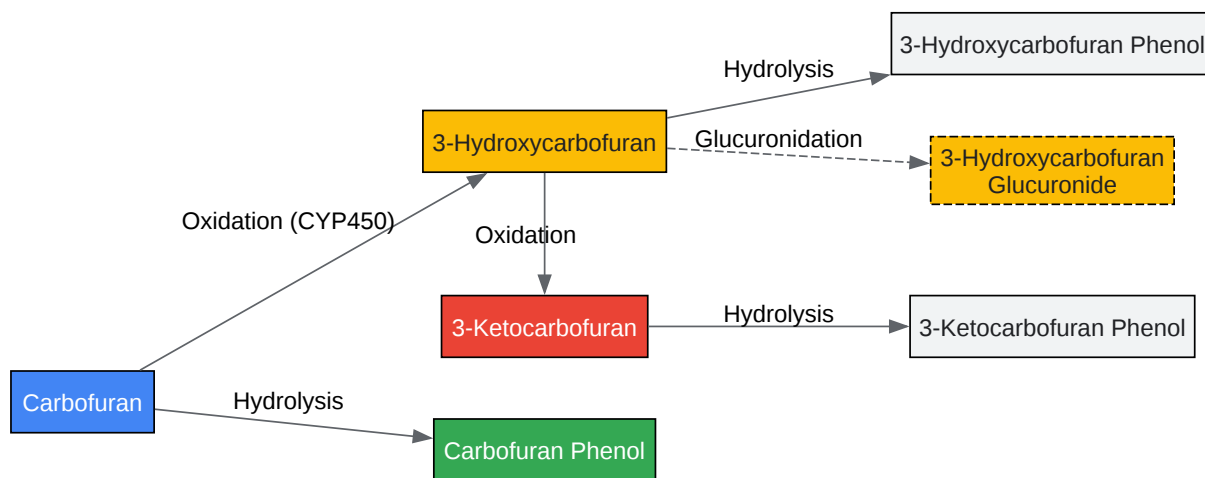 3-Hydroxycarbofuran Phenol
Hydrolysis
3-Hydroxycarbofuran
Glucuronidation
3-Hydroxycarbofuran
Glucuronide
Oxidation (CYP450)
Oxidation
3-Ketocarbofuran
Hydrolysis
3-Ketocarbofuran Phenol
Carbofuran
Hydrolysis
Carbofuran Phenol